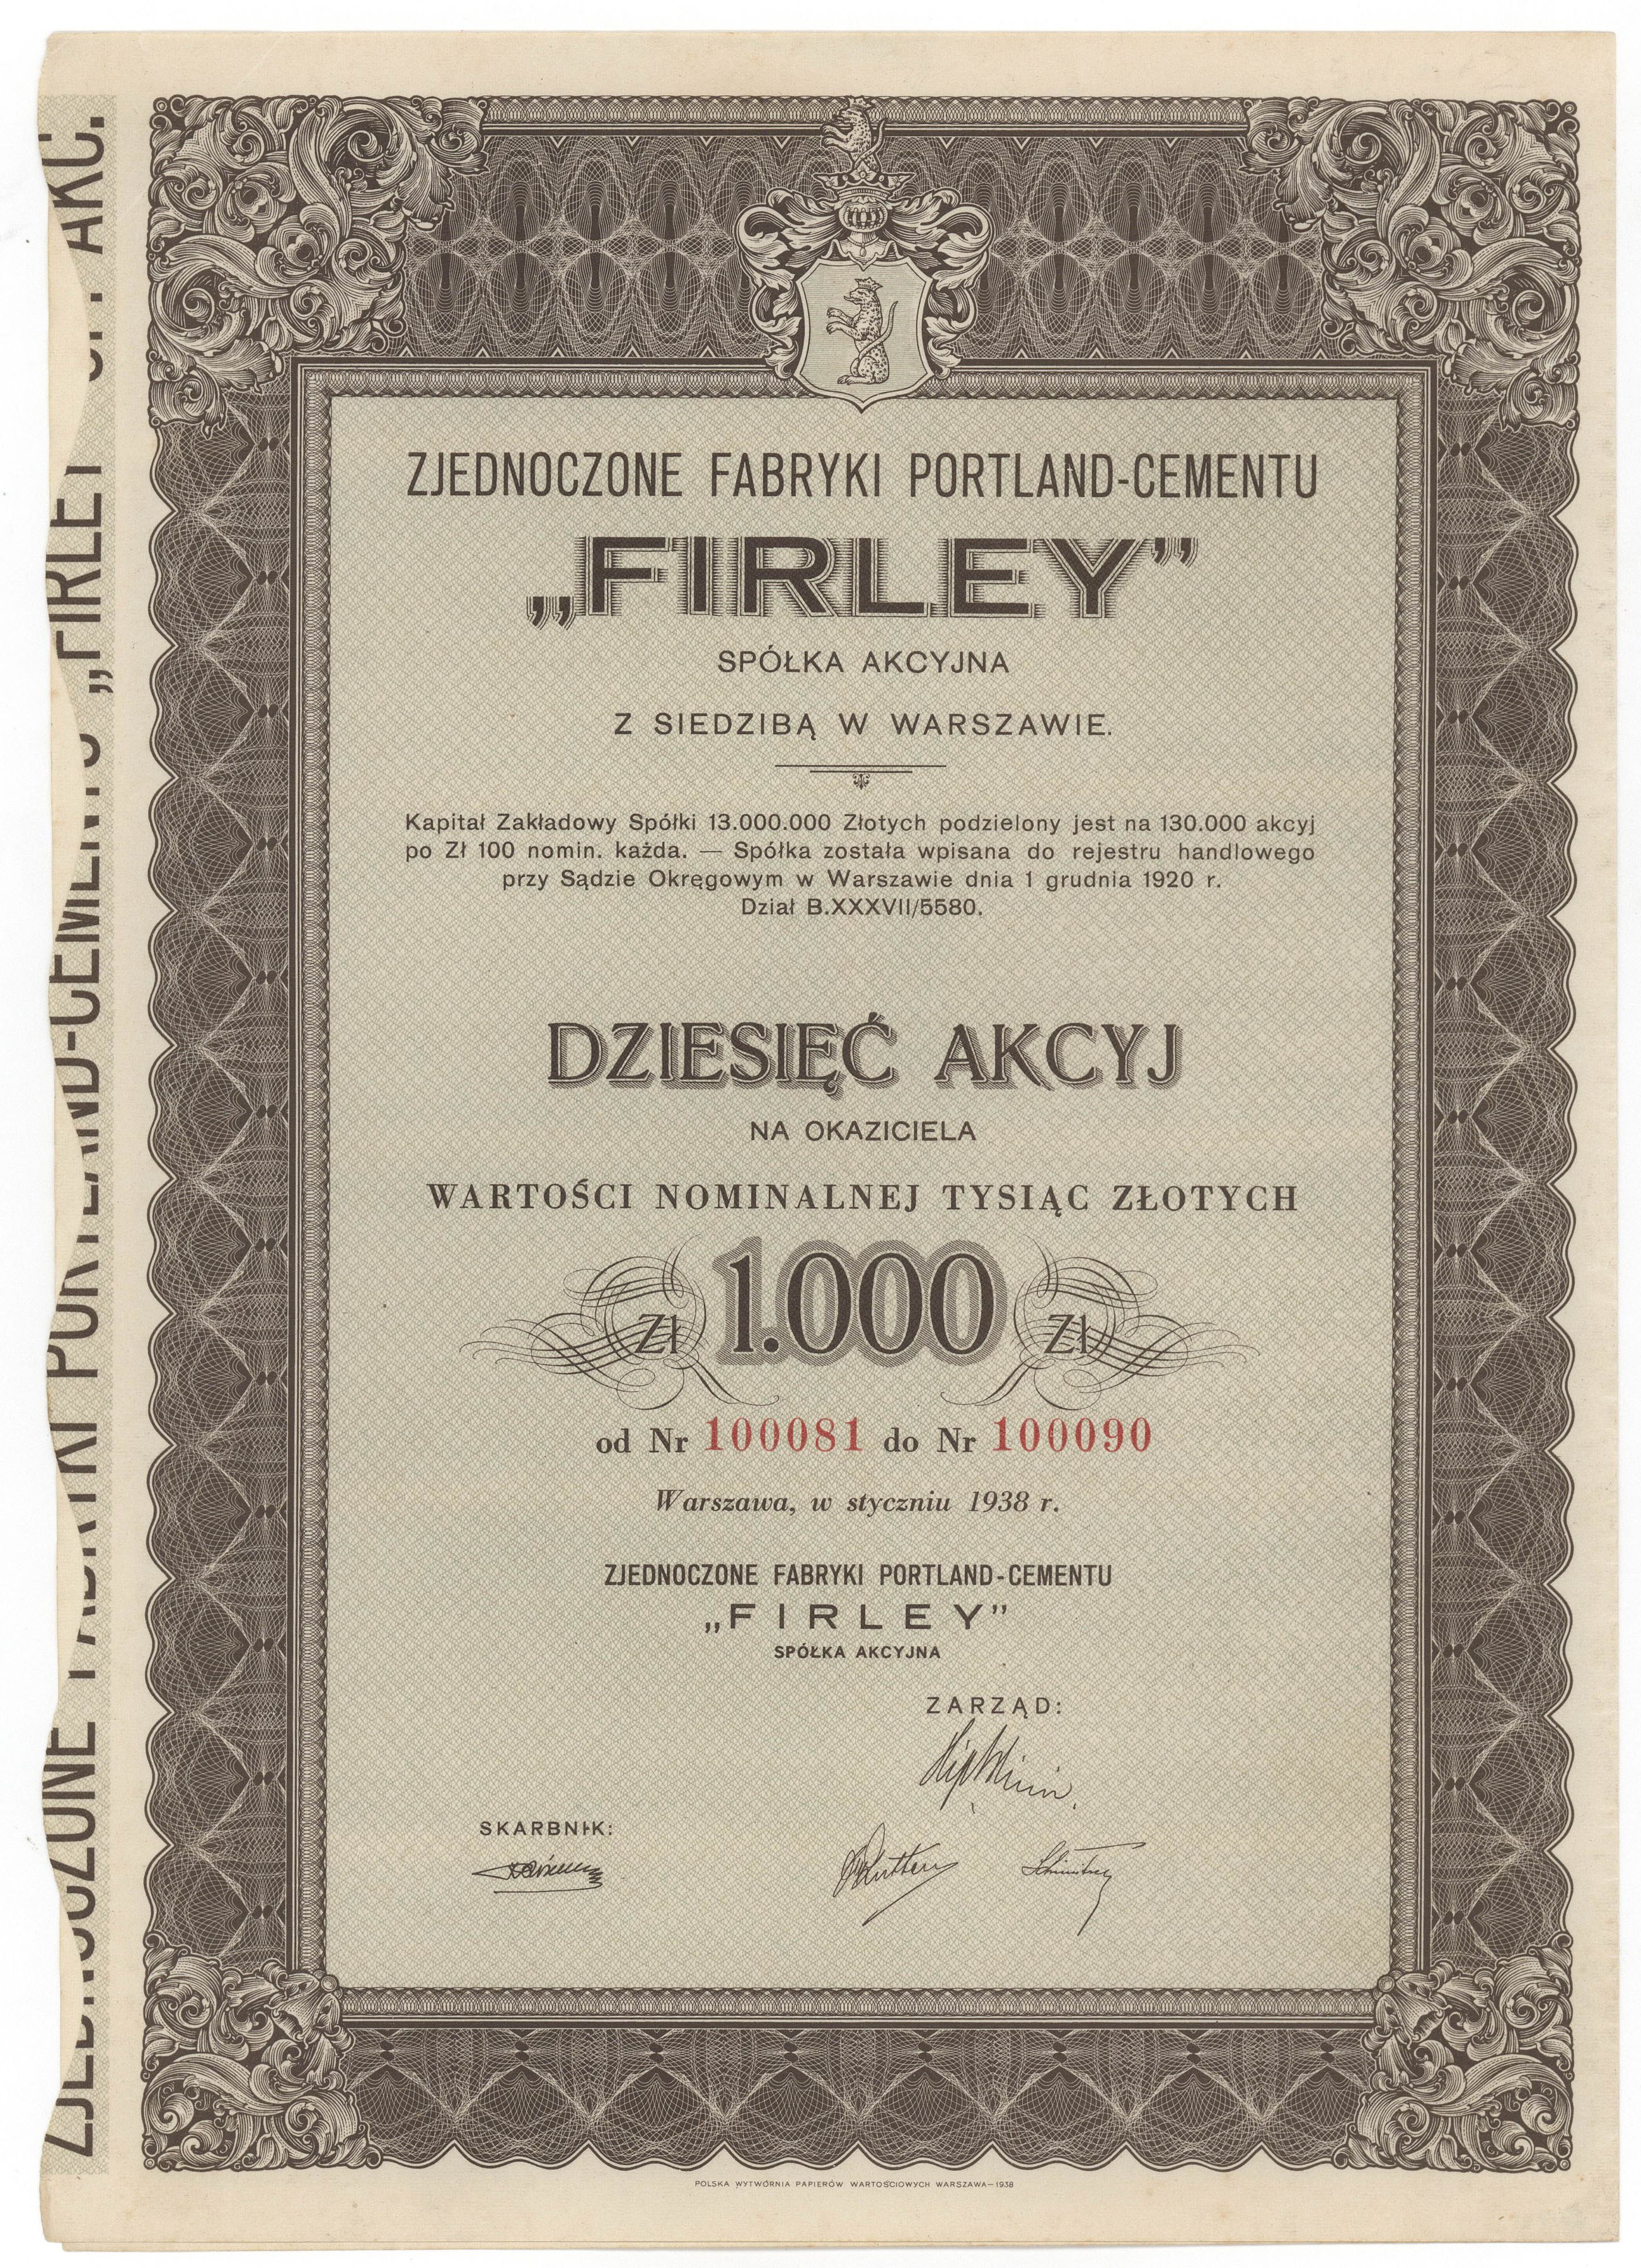 ZJEDNOCZONE FABRYKI PORTLAND-CEMENTU „FIRLEY” SP. AKC.
ZJEDNOCZONE FABRYKI PORTLAND-CEMENTU
„FIRLEY”
SPÓŁKA AKCYJNA
Z SIEDZIBĄ W WARSZAWIE.
Kapitał Zakładowy Spółki 13.000.000 Złotych podzielony jest na 130.000 akcyj
po Zł 100 nomin. każda. — Spółka została wpisana do rejestru handlowego
przy Sądzie Okręgowym w Warszawie dnia 1 grudnia 1920 r.
Dział B.XXXVII/5580.
DZIESIĘĆ AKCYJ
NA OKAZICIELA
WARTOŚCI NOMINALNEJ TYSIĄC ZŁOTYCH
Zł 1.000 Zł
od Nr 100081 do Nr 100090
Warszawa, w styczniu 1938 r.
ZJEDNOCZONE FABRYKI PORTLAND-CEMENTU
„FIRLEY”
SPÓŁKA AKCYJNA
ZARZĄD:
SKARBNIK:
POLSKA WYTWÓRNIA PAPIERÓW WARTOŚCIOWYCH WARSZAWA—1938